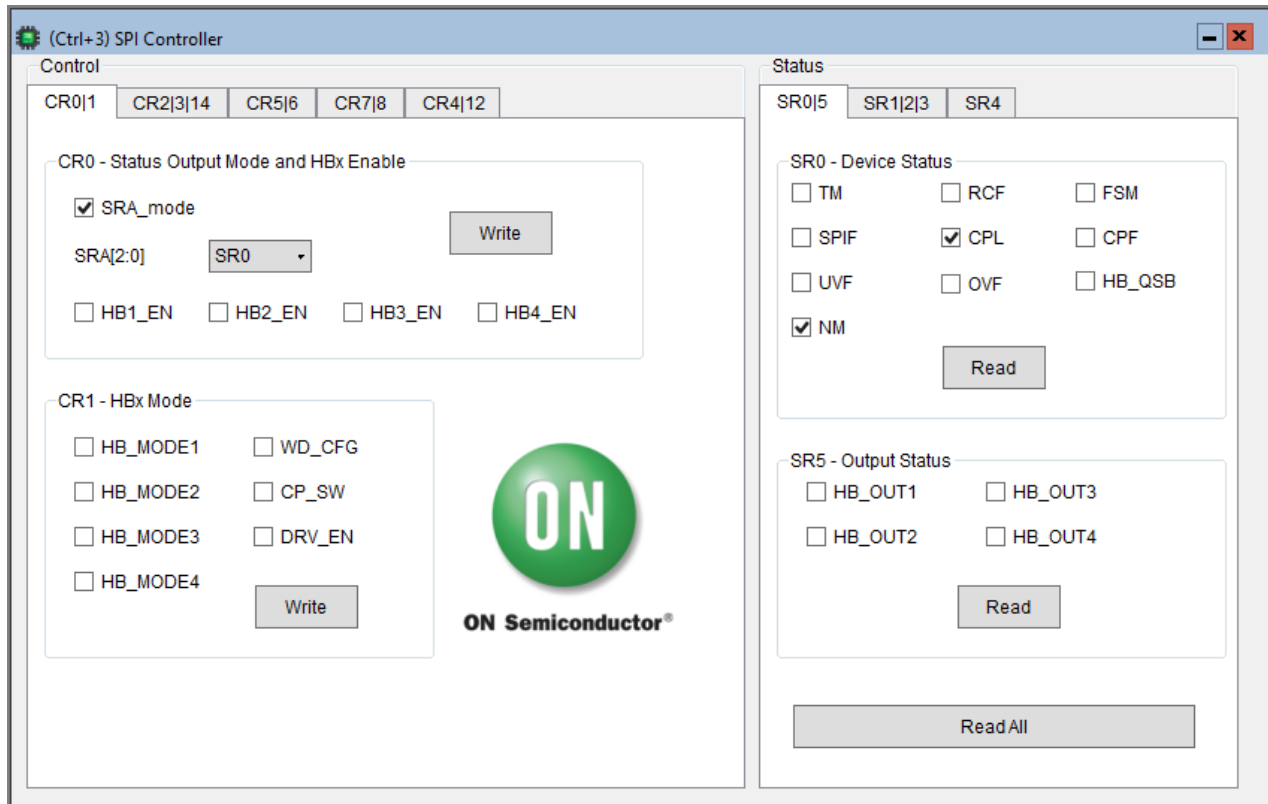 (Ctrl+3) SPI Controller
Control
CR0|1 CR2|3|14 CR5|6 CR7|8 CR4|12
CR0 - Status Output Mode and HBx Enable
SRA_mode
Write
SRA[2:0] SR0
HB1_EN HB2_EN HB3_EN HB4_EN
CR1 - HBx Mode
HB_MODE1 WD_CFG
HB_MODE2 CP_SW
HB_MODE3 DRV_EN
HB_MODE4
Write
ON
ON Semiconductor®
Status
SR0|5 SR1|2|3 SR4
SR0 - Device Status
TM RCF FSM
SPIF CPL CPF
UVF OVF HB_QSB
NM
Read
SR5 - Output Status
HB_OUT1 HB_OUT3
HB_OUT2 HB_OUT4
Read
Read All